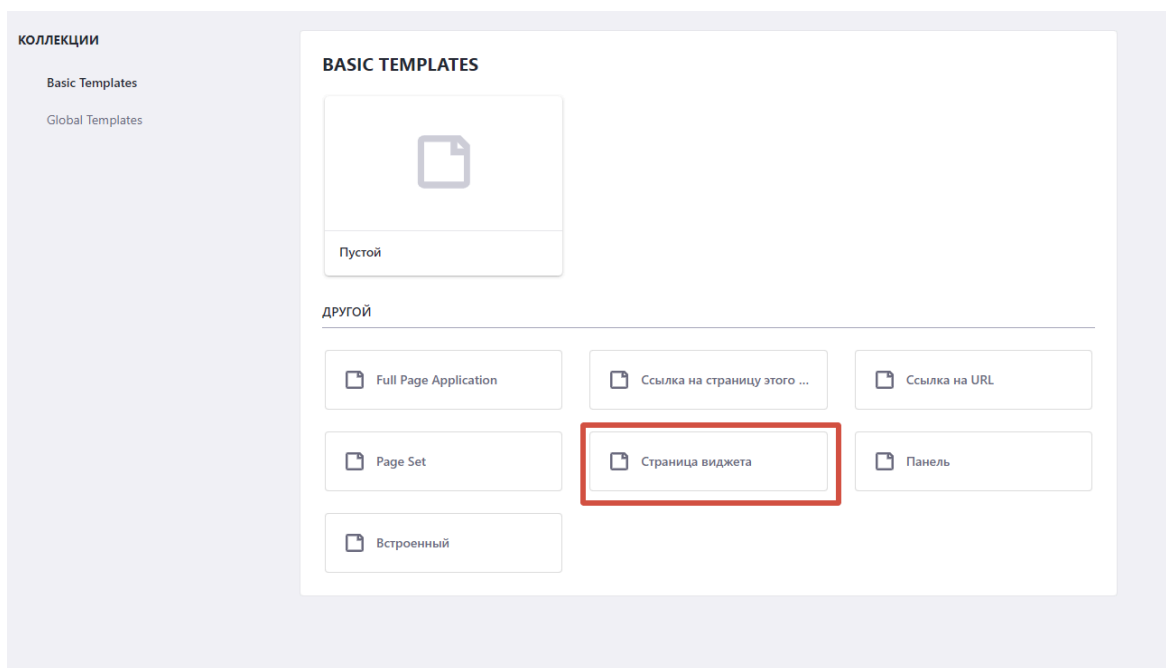 КОЛЛЕКЦИИ
Basic Templates
Global Templates
BASIC TEMPLATES
Пустой
ДРУГОЙ
Full Page Application
Ссылка на страницу этого ...
Ссылка на URL
Page Set
Страница виджета
Панель
Встроенный